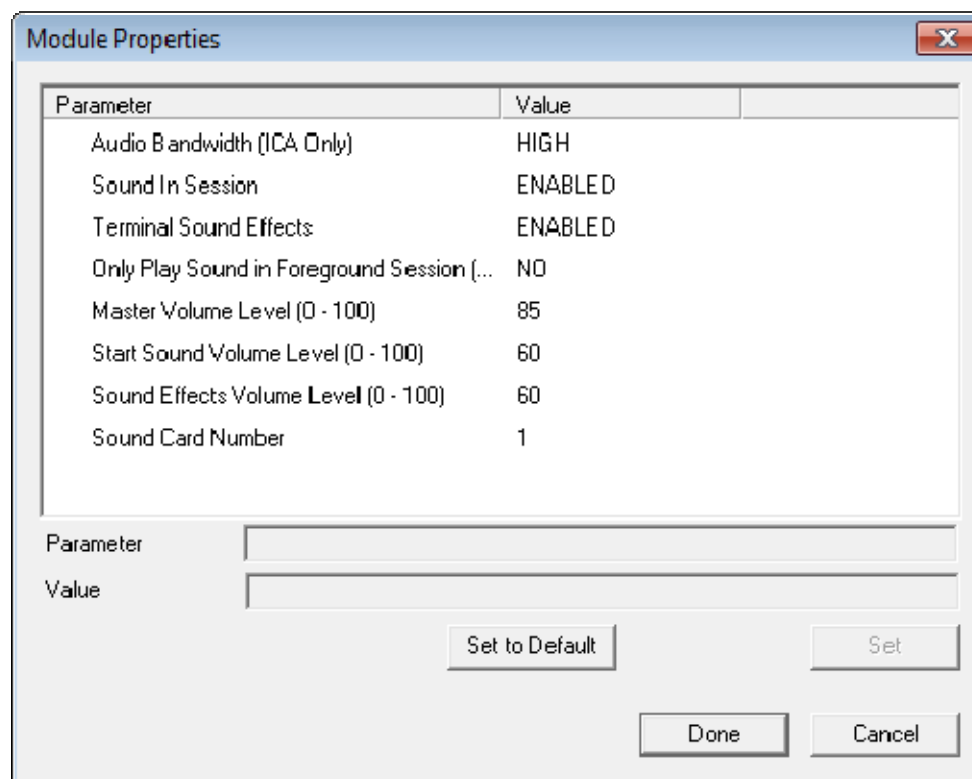 Module Properties
Parameter Value
Audio Bandwidth (ICA Only) HIGH
Sound In Session ENABLED
Terminal Sound Effects ENABLED
Only Play Sound in Foreground Session (... NO
Master Volume Level (0 - 100) 85
Start Sound Volume Level (0 - 100) 60
Sound Effects Volume Level (0 - 100) 60
Sound Card Number 1
Parameter
Value
Set to Default Set
Done Cancel